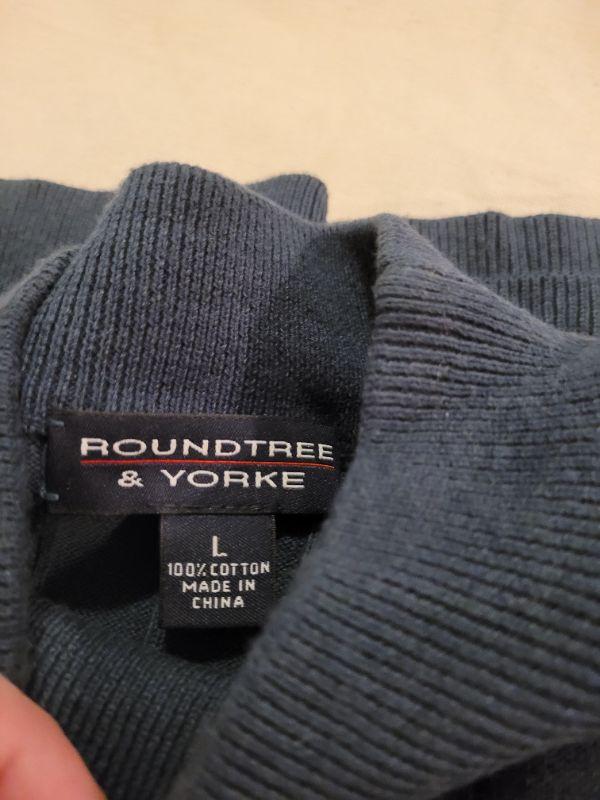 ROUNDTREE
& YORKE
L
100% COTTON
MADE IN
CHINA